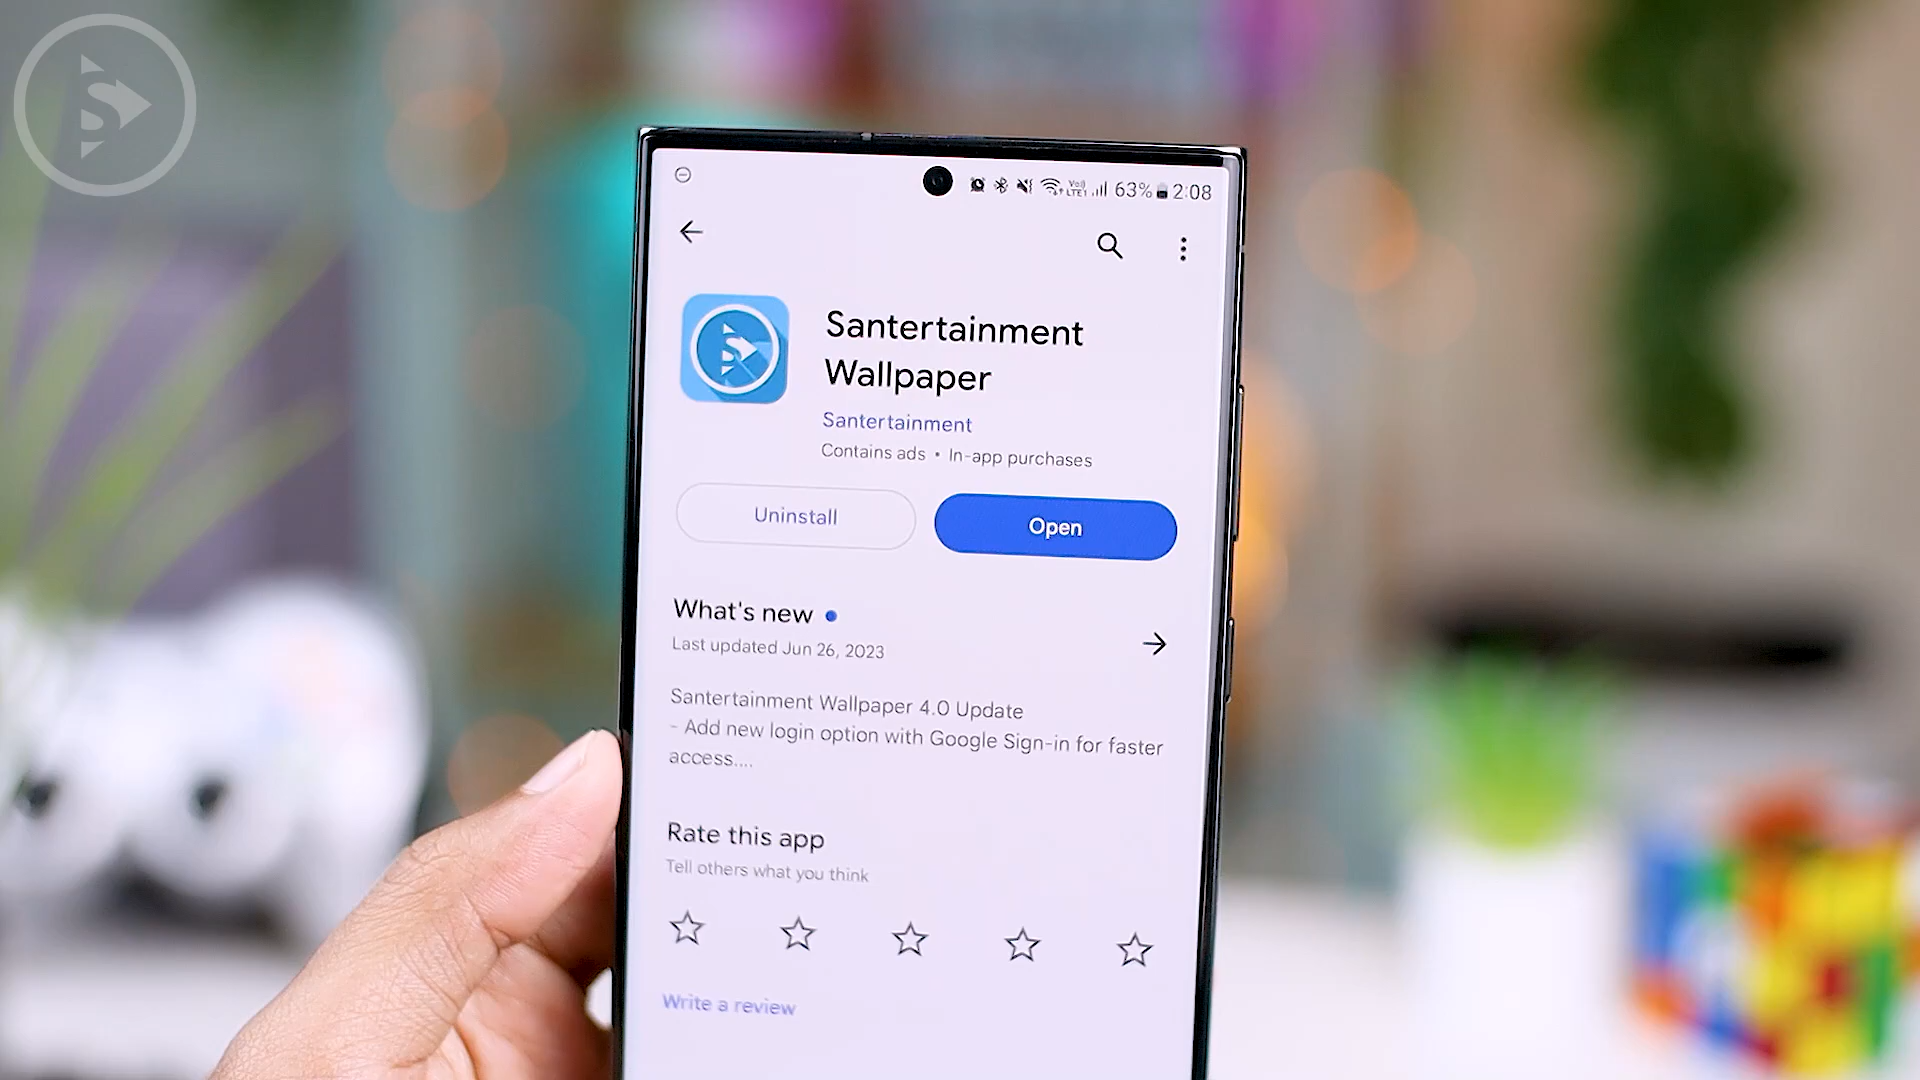 Vo)) LTE1 63% 2:08
Santertainment
Wallpaper
Santertainment
Contains ads • In-app purchases
Uninstall
Open
What's new
Last updated Jun 26, 2023
Santertainment Wallpaper 4.0 Update
- Add new login option with Google Sign-in for faster
access....
Rate this app
Tell others what you think
Write a review